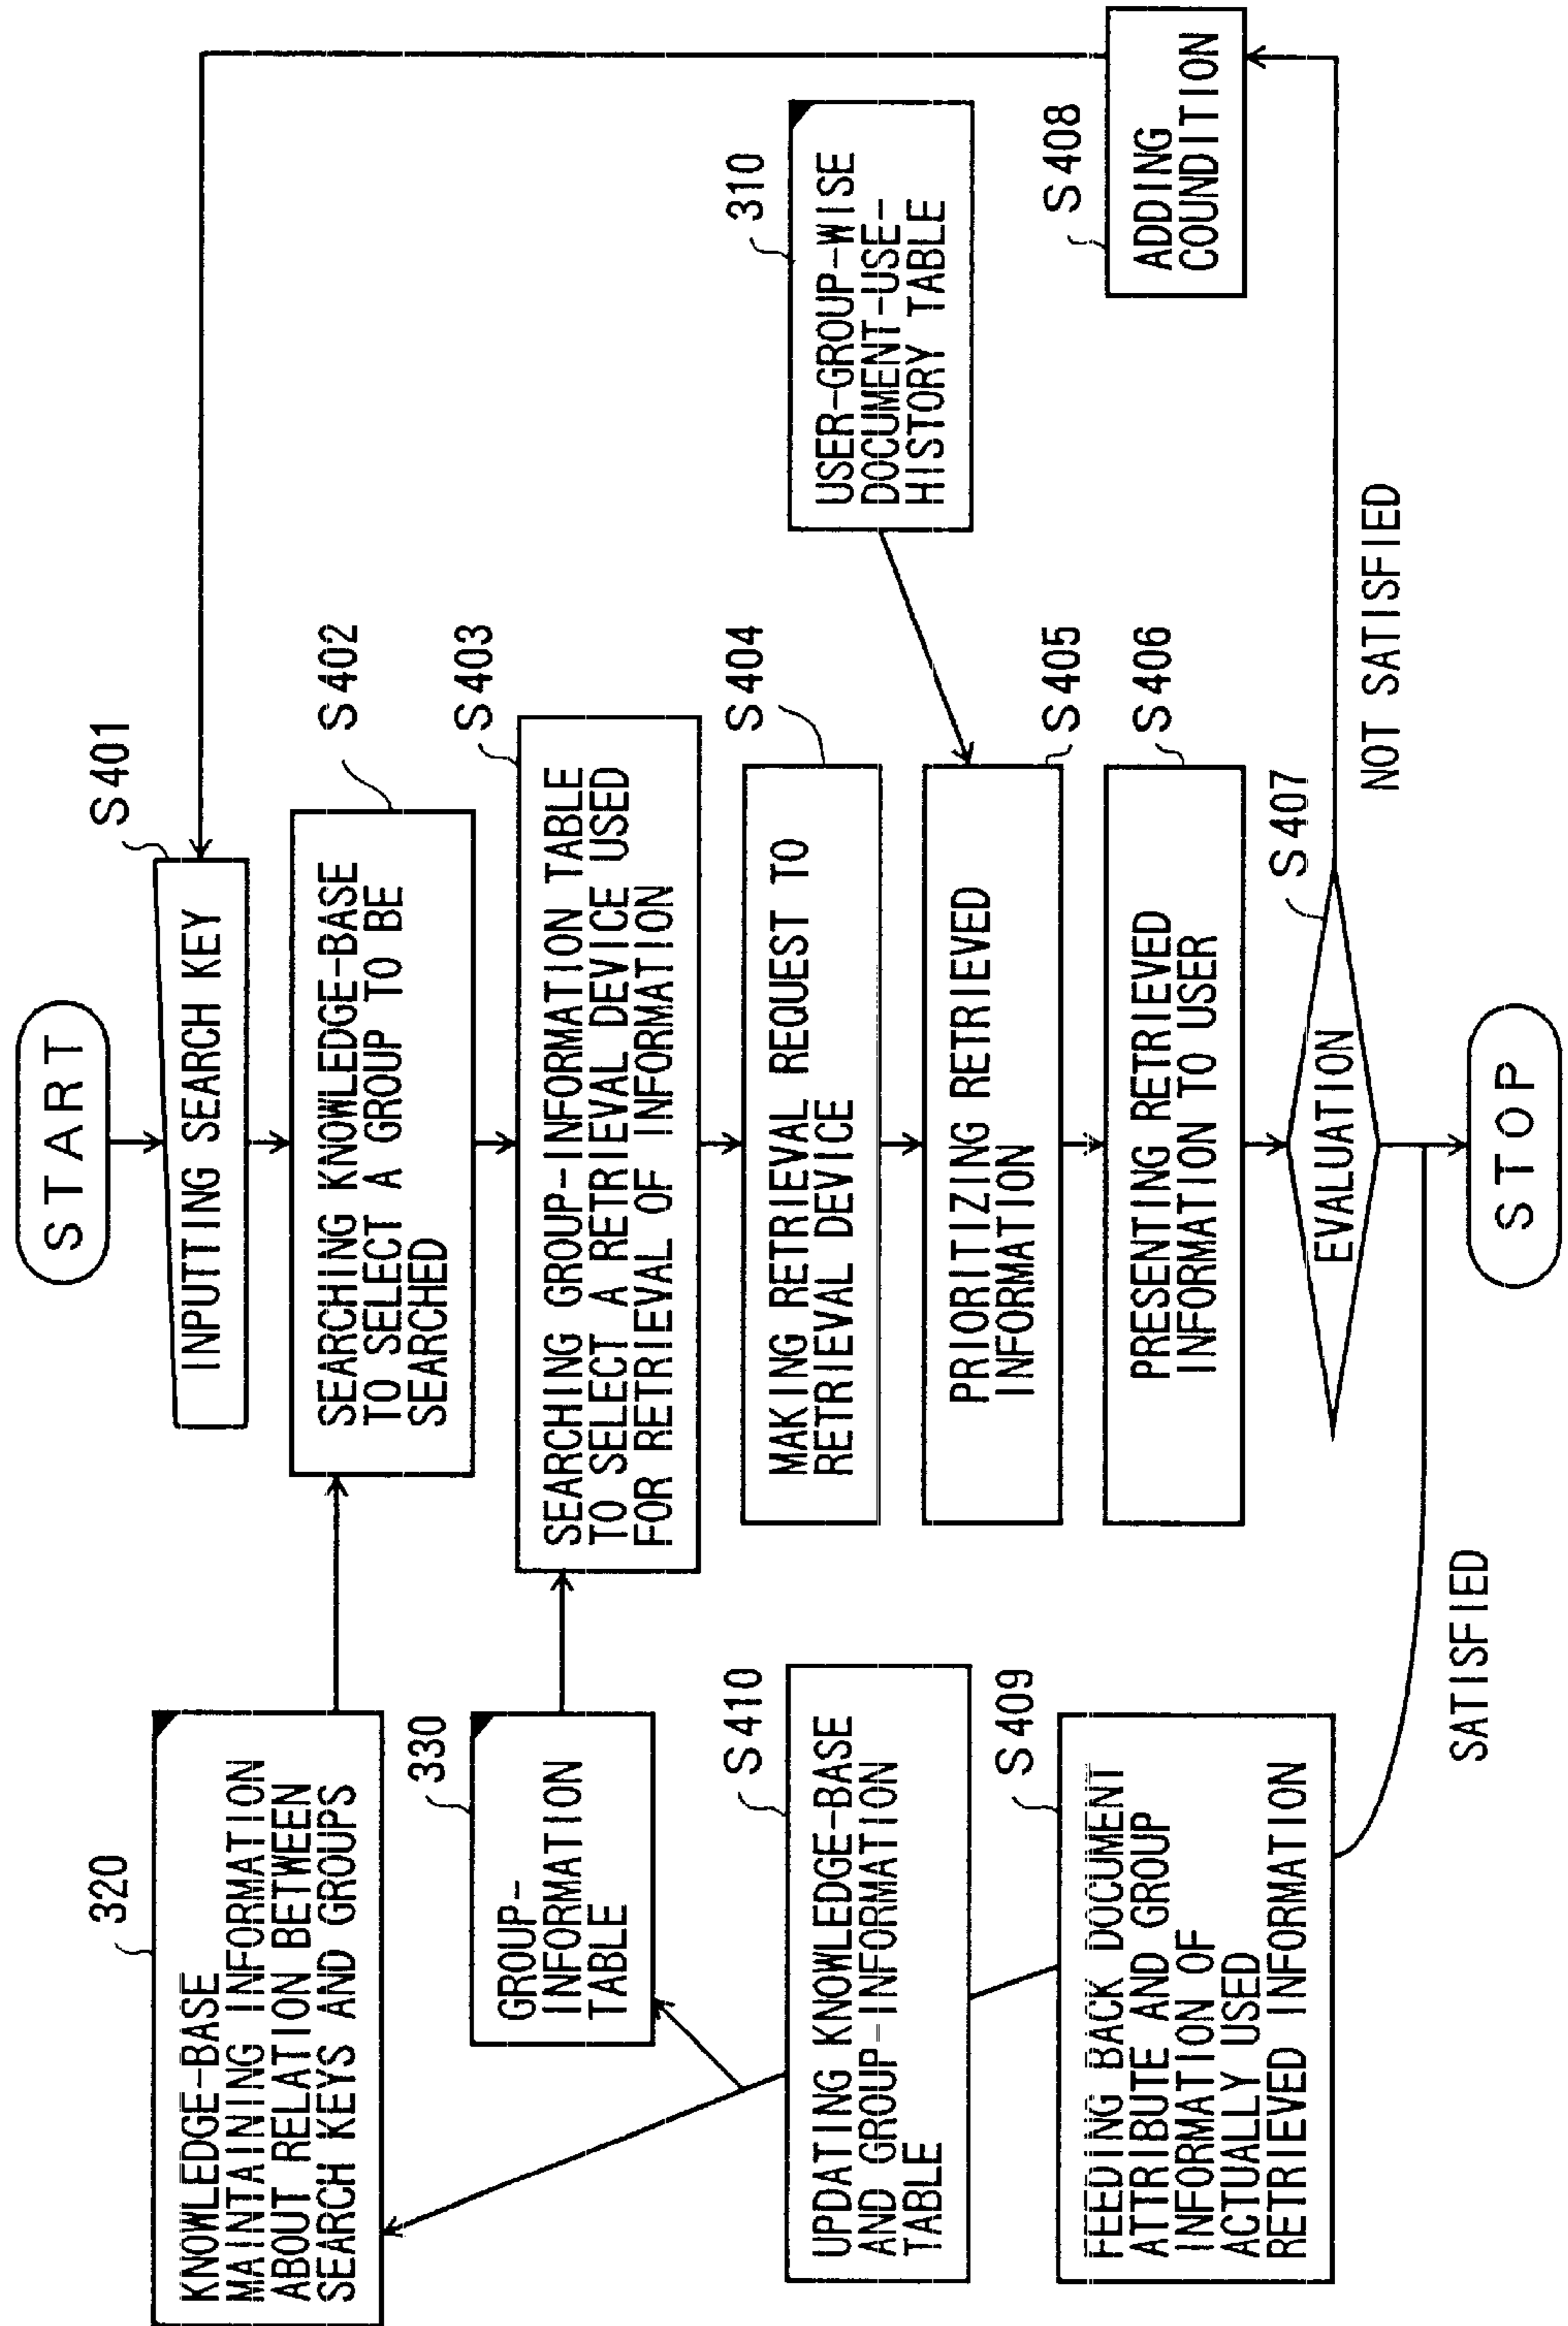 START
S401
INPUTTING SEARCH KEY
320
KNOWLEDGE-BASE
MAINTAINING INFORMATION
ABOUT RELATION BETWEEN
SEARCH KEYS AND GROUPS
S402
SEARCHING KNOWLEDGE-BASE
TO SELECT A GROUP TO BE
SEARCHED
330
GROUP-
INFORMATION
TABLE
S403
SEARCHING GROUP-INFORMATION TABLE
TO SELECT A RETRIEVAL DEVICE USED
FOR RETRIEVAL OF INFORMATION
S404
MAKING RETRIEVAL REQUEST TO
RETRIEVAL DEVICE
310
USER-GROUP-WISE
DOCUMENT-USE-
HISTORY TABLE
S405
PRIORITIZING RETRIEVED
INFORMATION
S406
PRESENTING RETRIEVED
INFORMATION TO USER
S407
EVALUATION
NOT SATISFIED
S408
ADDING
COUNDITION
SATISFIED
S409
FEEDING BACK DOCUMENT
ATTRIBUTE AND GROUP
INFORMATION OF
ACTUALLY USED
RETRIEVED INFORMATION
S410
UPDATING KNOWLEDGE-BASE
AND GROUP-INFORMATION
TABLE
STOP